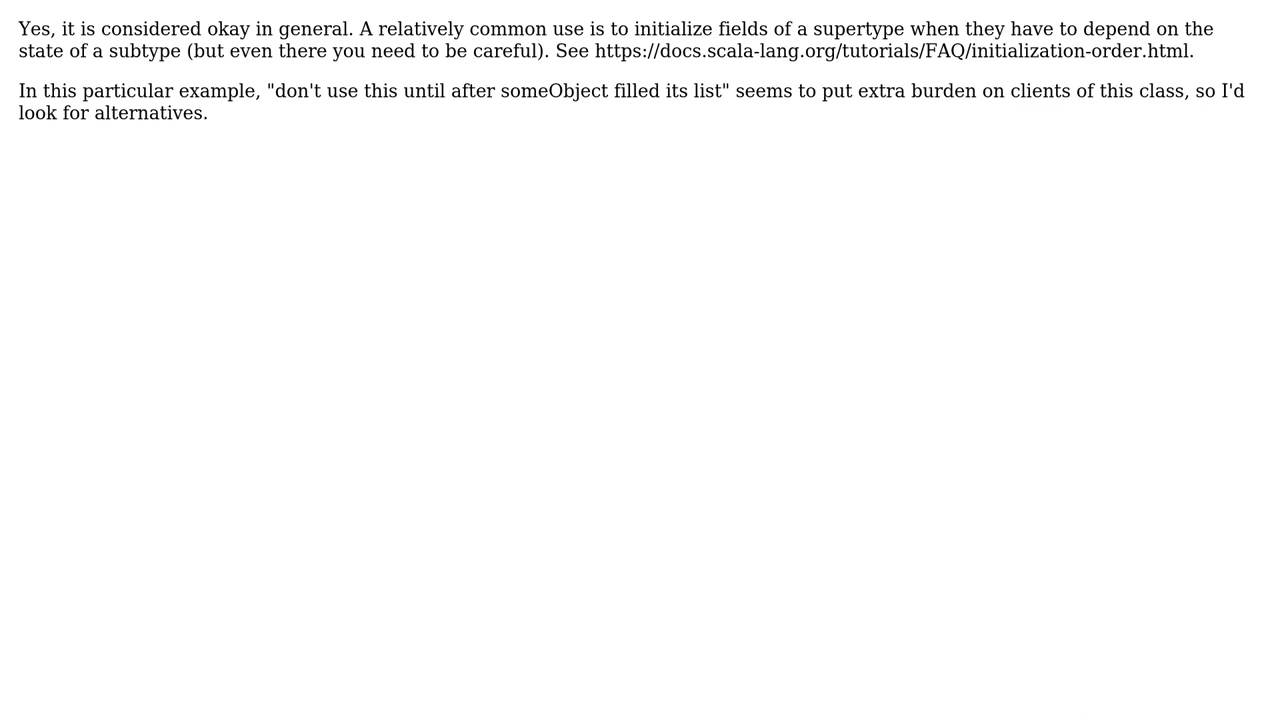 Yes, it is considered okay in general. A relatively common use is to initialize fields of a supertype when they have to depend on the
state of a subtype (but even there you need to be careful). See https://docs.scala-lang.org/tutorials/FAQ/initialization-order.html.
In this particular example, "don't use this until after someObject filled its list" seems to put extra burden on clients of this class, so I'd
look for alternatives.